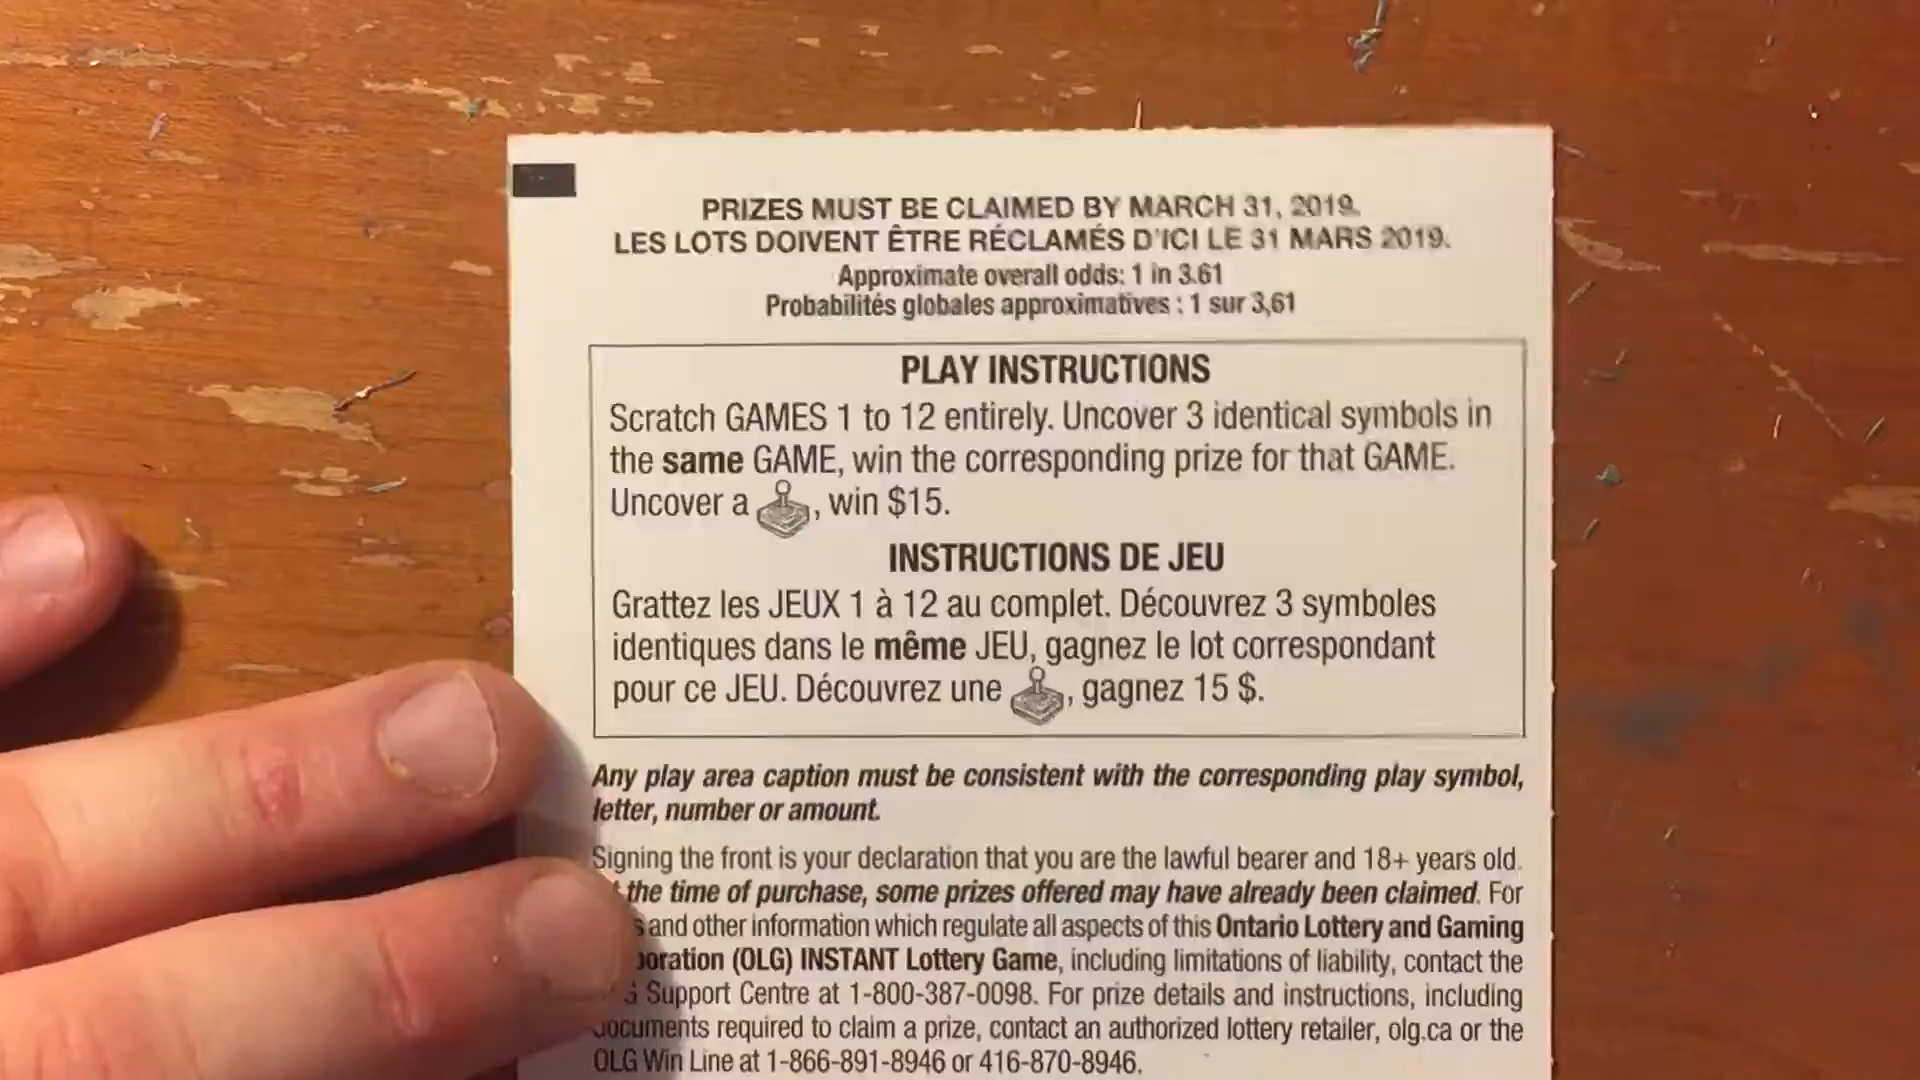 PRIZES MUST BE CLAIMED BY MARCH 31, 2019.
LES LOTS DOIVENT ÊTRE RÉCLAMÉS D'ICI LE 31 MARS 2019.
Approximate overall odds: 1 in 3.61
Probabilités globales approximatives : 1 sur 3,61
PLAY INSTRUCTIONS
Scratch GAMES 1 to 12 entirely. Uncover 3 identical symbols in
the same GAME, win the corresponding prize for that GAME.
Uncover a , win $15.
INSTRUCTIONS DE JEU
Grattez les JEUX 1 à 12 au complet. Découvrez 3 symboles
identiques dans le même JEU, gagnez le lot correspondant
pour ce JEU. Découvrez une , gagnez 15 $.
Any play area caption must be consistent with the corresponding play symbol,
letter, number or amount.
Signing the front is your declaration that you are the lawful bearer and 18+ years old.
the time of purchase, some prizes offered may have already been claimed. For
and other information which regulate all aspects of this Ontario Lottery and Gaming
(OLG) INSTANT Lottery Game, including limitations of liability, contact the
Support Centre at 1-800-387-0098. For prize details and instructions, including
documents required to claim a prize, contact an authorized lottery retailer, olg.ca or the
OLG Win Line at 1-866-891-8946 or 416-870-8946.